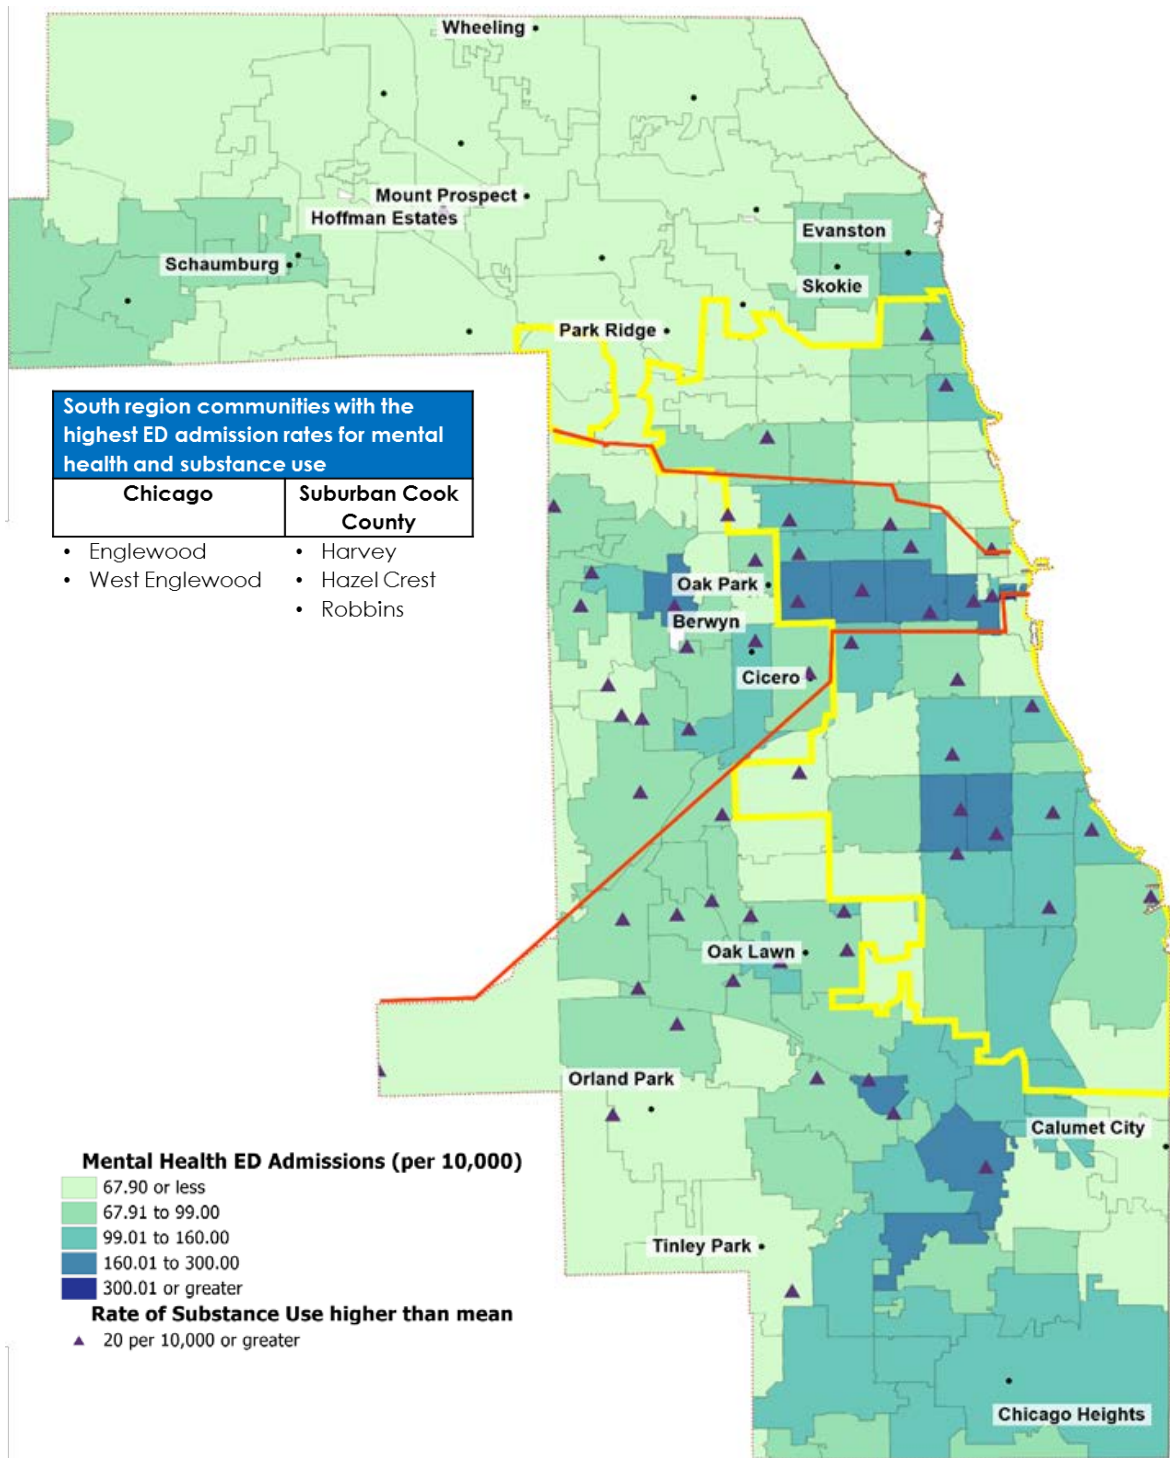 Wheeling
Mount Prospect
Hoffman Estates
Evanston
Schaumburg
Skokie
Park Ridge
South region communities with the
highest ED admission rates for mental
health and substance use
Chicago
Suburban Cook
County
• Englewood
• West Englewood
• Harvey
• Hazel Crest
• Robbins
Oak Park
Berwyn
Cicero
Oak Lawn
Orland Park
Calumet City
Tinley Park
Chicago Heights
Mental Health ED Admissions (per 10,000)
67.90 or less
67.91 to 99.00
99.01 to 160.00
160.01 to 300.00
300.01 or greater
Rate of Substance Use higher than mean
20 per 10,000 or greater